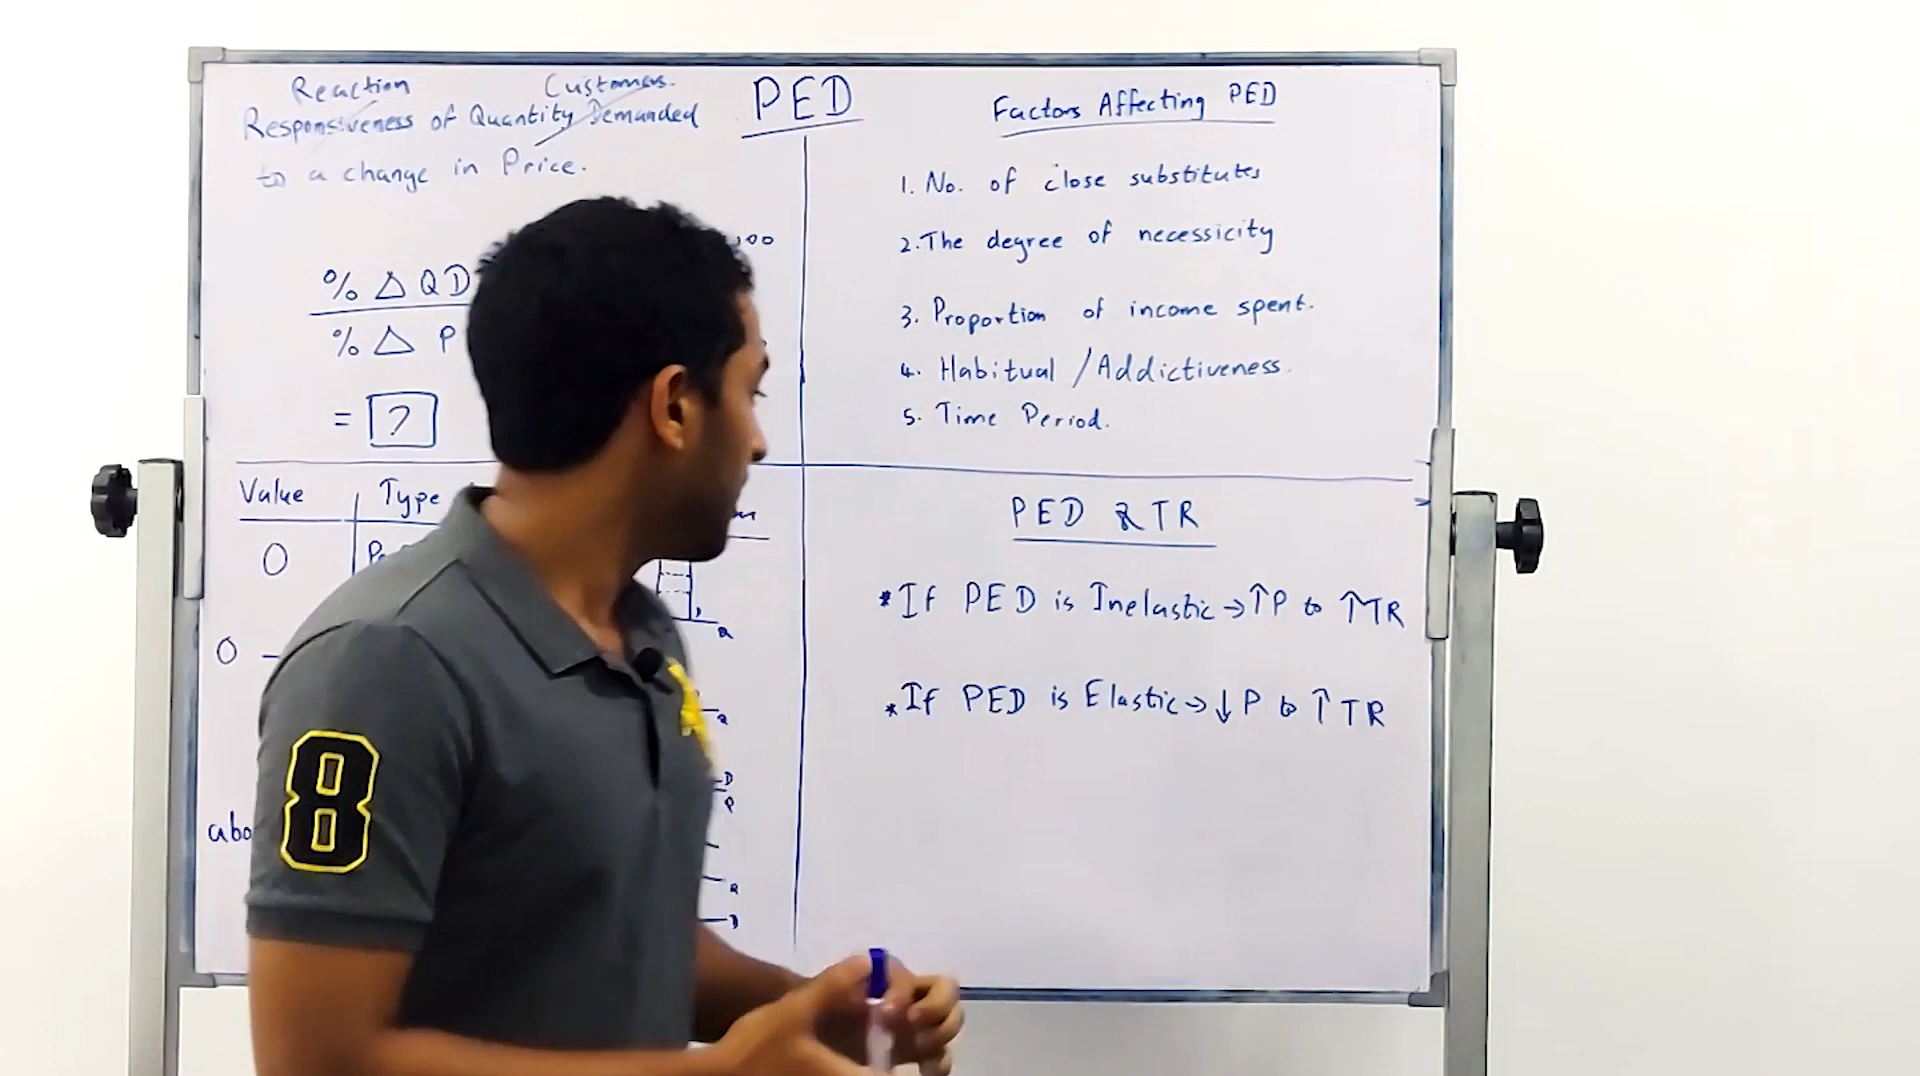 PED
Reaction Customers.
Responsiveness of Quantity Demanded
to a change in Price.
% Δ QD
% Δ P
= ?
Factors Affecting PED
1. No. of close substitutes
2. The degree of necessicity
3. Proportion of income spent.
4. Habitual / Addictiveness.
5. Time Period.
Value Type
0
Q
0 –
Q
D
Q
D
PED & TR
* If PED is Inelastic → ↑ P to ↑ TR
* If PED is Elastic → ↓ P to ↑ TR
8